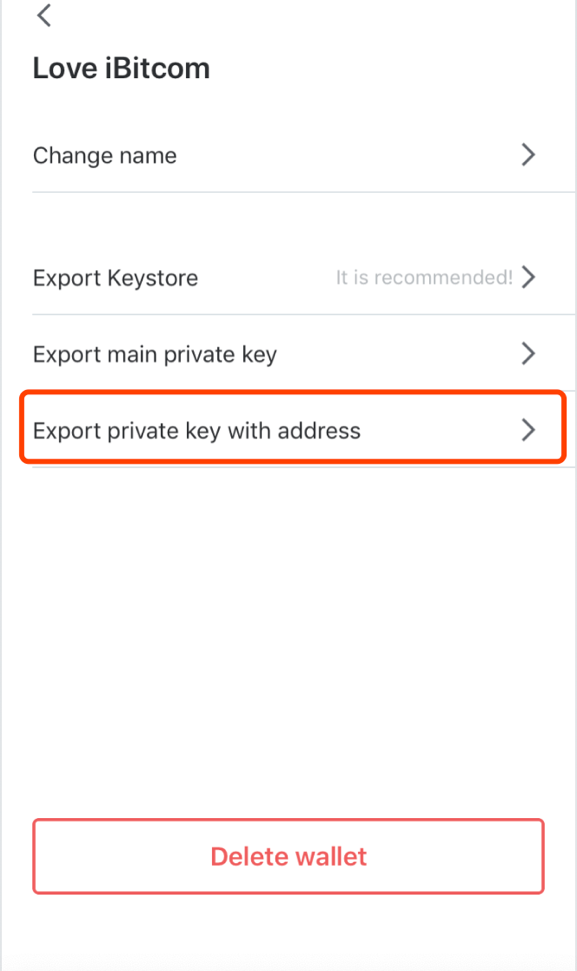 Love iBitcom
Change name
Export Keystore It is recommended!
Export main private key
Export private key with address
Delete wallet